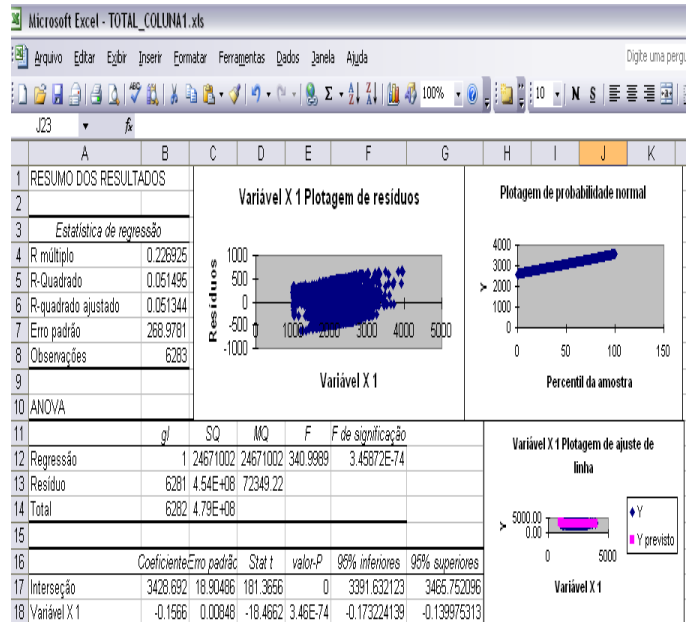 Microsoft Excel - TOTAL_COLUNA1.xls
Arquivo Editar Exibir Inserir Formatar Ferramentas Dados Janela Ajuda
Digite uma pergu
100% 10 N S
J23 fx
A B C D E F G H I J K
1 RESUMO DOS RESULTADOS
2
3 Estatística de regressão
4 R múltiplo 0.226925
5 R-Quadrado 0.051495
6 R-quadrado ajustado 0.051344
7 Erro padrão 268.9781
8 Observações 6283
9
10 ANOVA
11 gl SQ MQ F F de significação
12 Regressão 1 24671002 24671002 340.9989 3.45872E-74
13 Resíduo 6281 4.54E+08 72349.22
14 Total 6282 4.79E+08
15
16 Coeficiente Erro padrão Stat t valor-P 95% inferiores 95% superiores
17 Interseção 3428.692 18.90486 181.3656 0 3391.632123 3465.752096
18 Variável X 1 -0.1566 0.00848 -18.4662 3.46E-74 -0.173224139 -0.139975313
Variável X 1 Plotagem de resíduos
Resíduos
1000
500
0
-500
-1000
0 1000 2000 3000 4000 5000
Variável X 1
Plotagem de probabilidade normal
Y
4000
3000
2000
1000
0
0 50 100 150
Percentil da amostra
Variável X 1 Plotagem de ajuste de
linha
Y
5000.00
0.00
0 5000
Variável X 1
Y
Y previsto